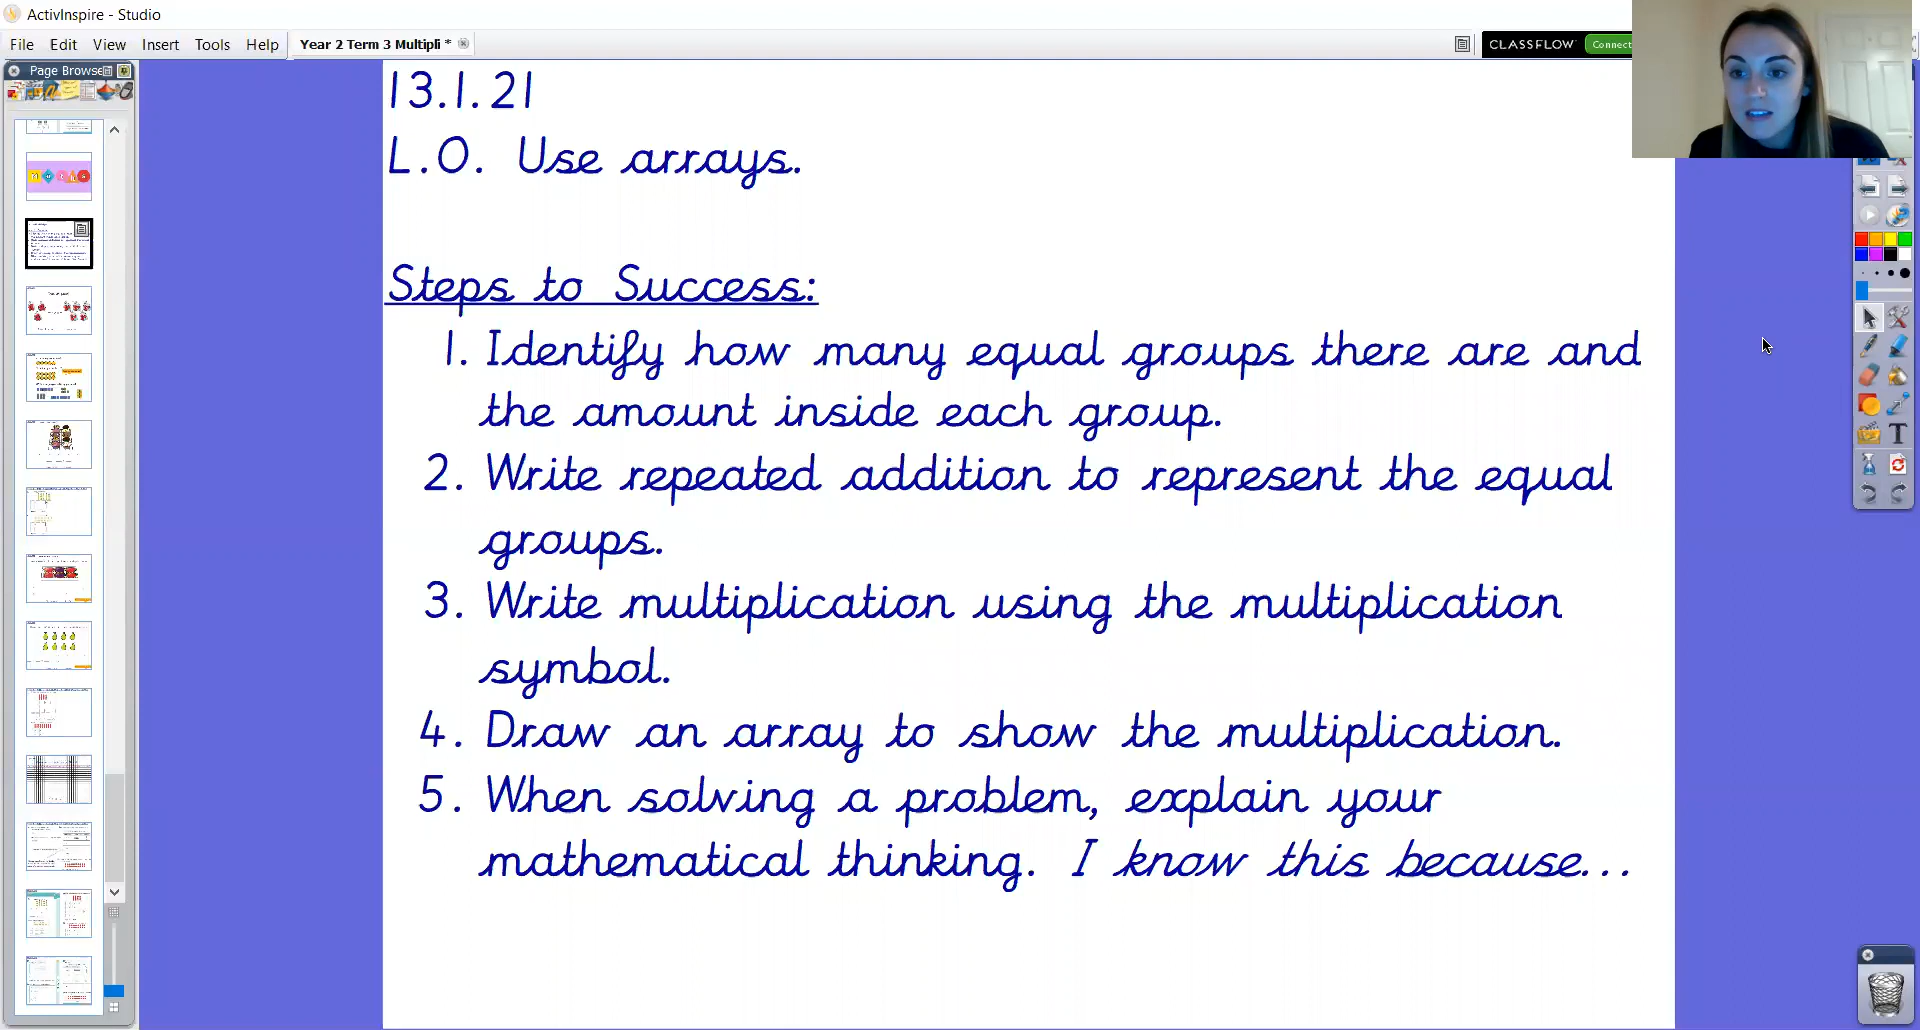 ActivInspire - Studio
File Edit View Insert Tools Help Year 2 Term 3 Multipli *
CLASSFLOW Connect
Page Browse
13.1.21
L.O. Use arrays.
Steps to Success:
1. Identify how many equal groups there are and
the amount inside each group.
2. Write repeated addition to represent the equal
groups.
3. Write multiplication using the multiplication
symbol.
4. Draw an array to show the multiplication.
5. When solving a problem, explain your
mathematical thinking. I know this because...